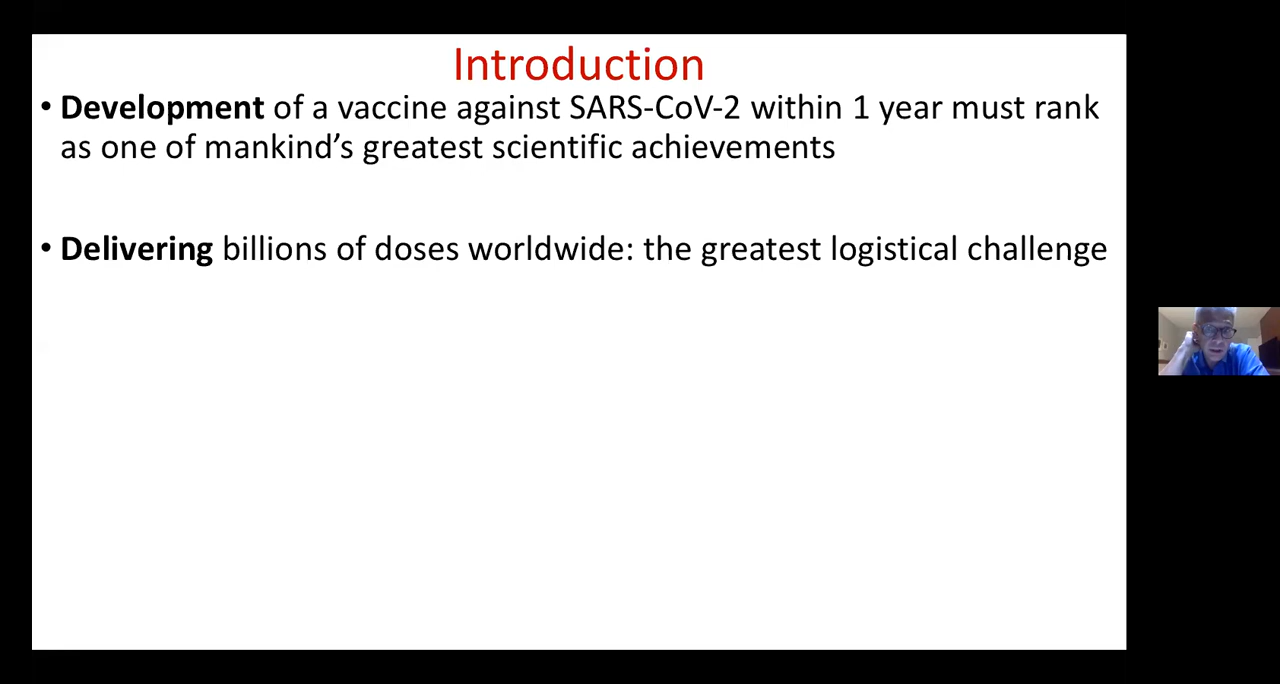 Introduction
• Development of a vaccine against SARS-CoV-2 within 1 year must rank
as one of mankind’s greatest scientific achievements
• Delivering billions of doses worldwide: the greatest logistical challenge